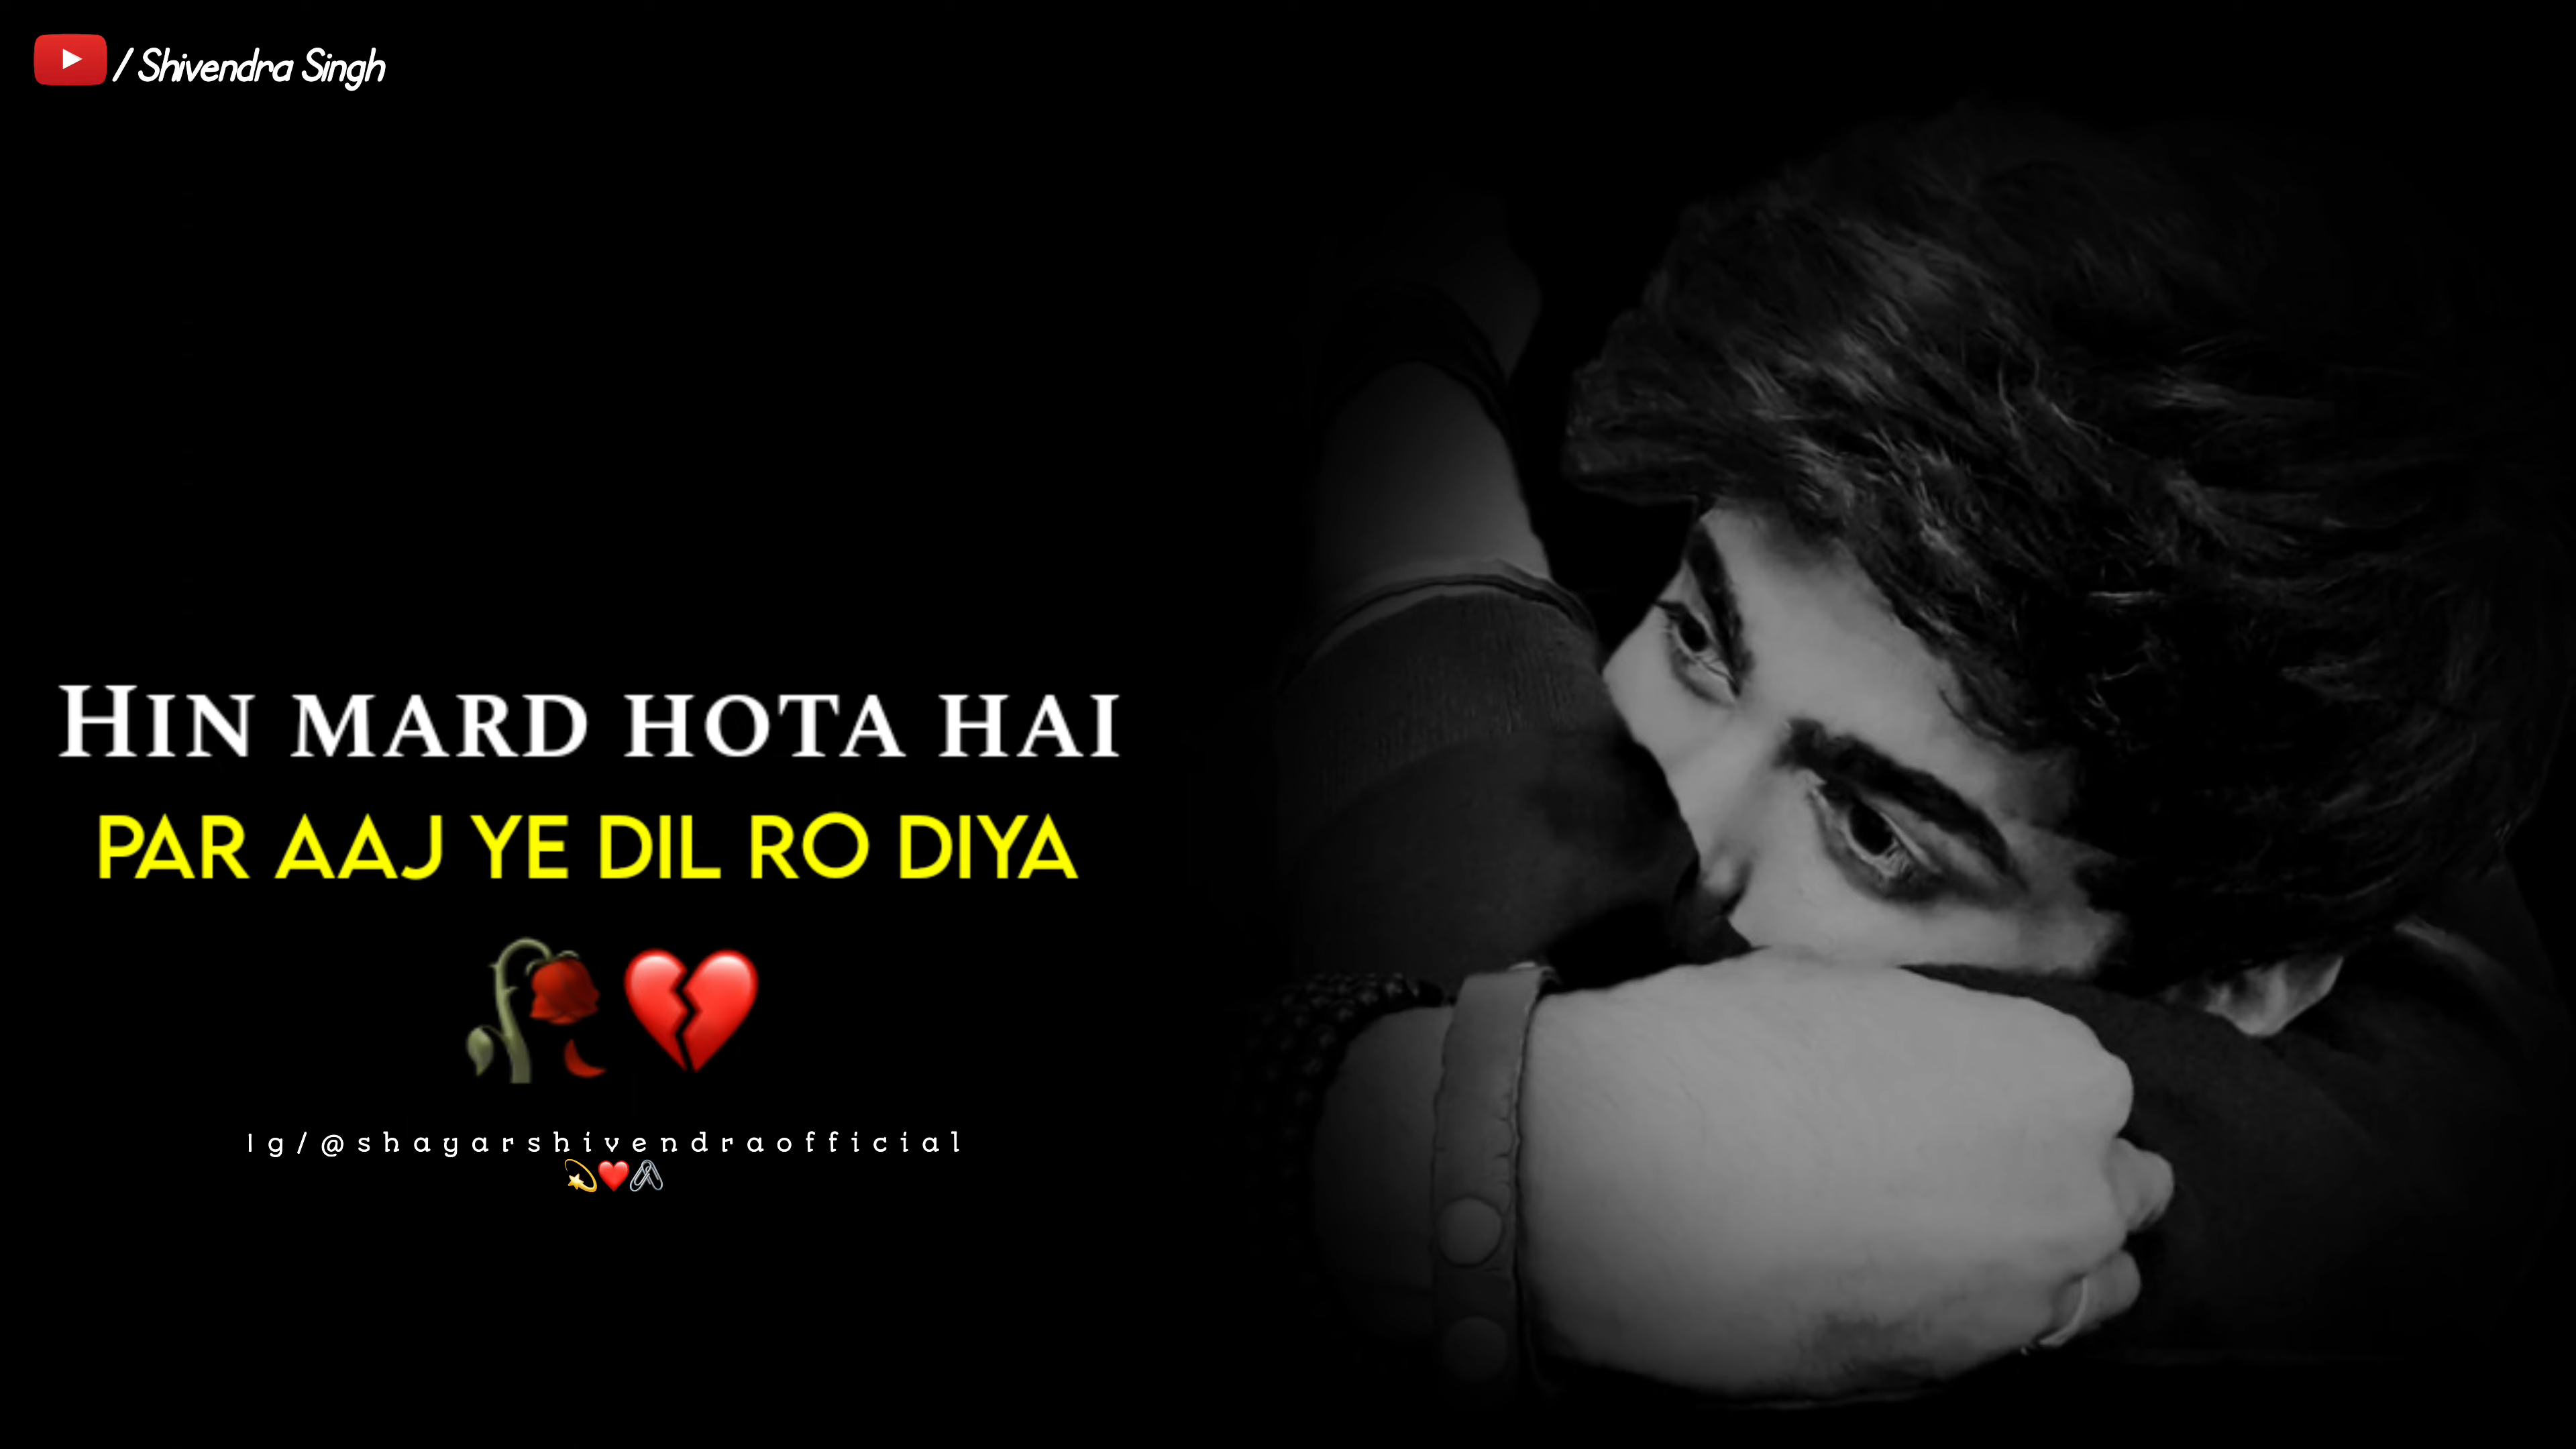 / Shivendra Singh
HIN MARD HOTA HAI
PAR AAJ YE DIL RO DIYA
🥀💔
Ig/@shayarshivendraofficial
💫❤️🖇️